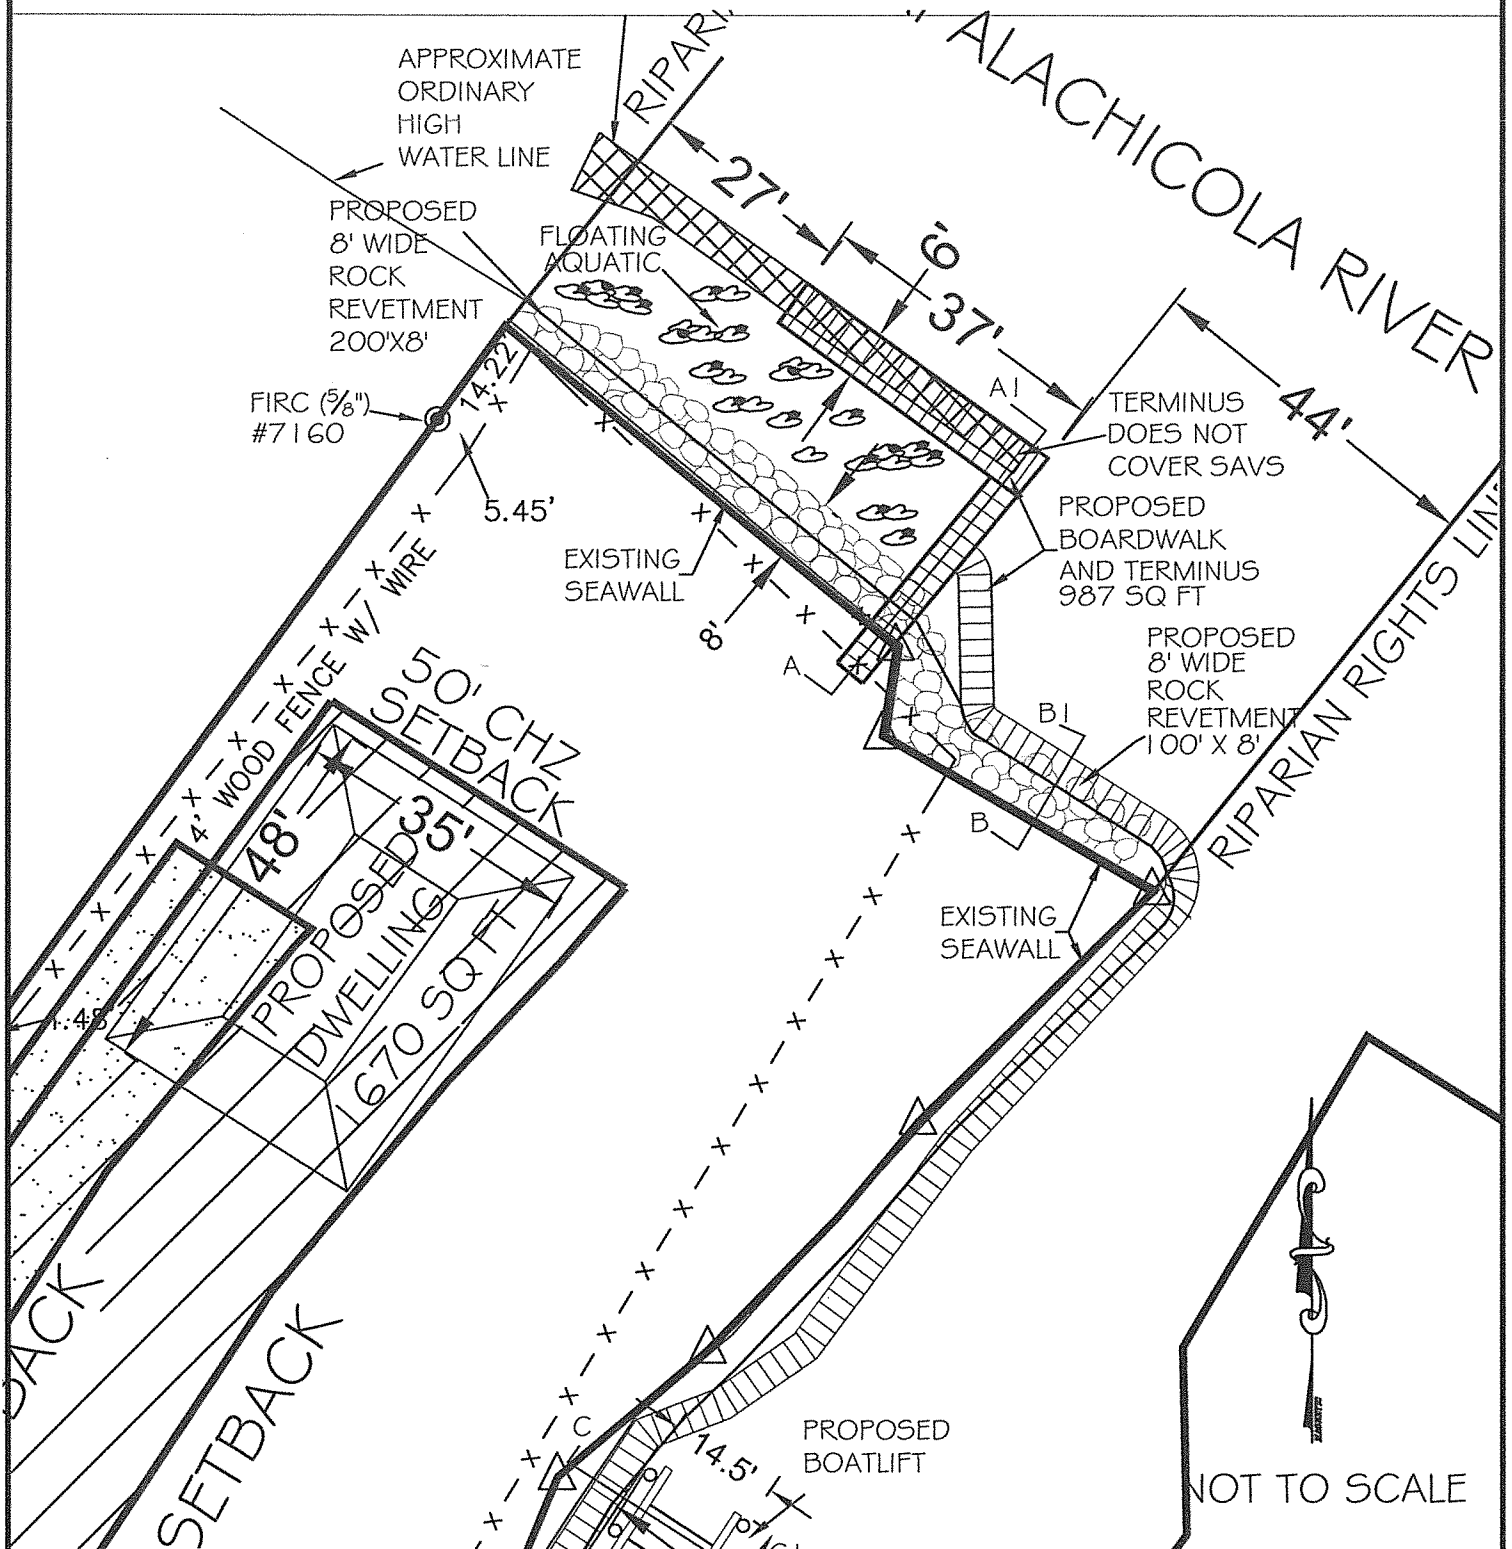 APPROXIMATE
ORDINARY
HIGH
WATER LINE
ALACHICOLA RIVER
PROPOSED
8' WIDE
ROCK
REVETMENT
200'X8'
FLOATING
AQUATIC
27'
6'
37'
44'
A1
TERMINUS
DOES NOT
COVER SAVS
FIRC (5/8")
#7160
14.22
5.45'
PROPOSED
BOARDWALK
AND TERMINUS
987 SQ FT
EXISTING
SEAWALL
8'
A
PROPOSED
8' WIDE
ROCK
REVETMENT
100' X 8'
RIPARIAN RIGHTS LINE
B1
B
WOOD FENCE W/ WIRE
50' CHZ
SETBACK
4'
48'
35'
PROPOSED
DWELLING
1670 SQ FT
EXISTING
SEAWALL
SETBACK
C
14.5'
PROPOSED
BOATLIFT
NOT TO SCALE